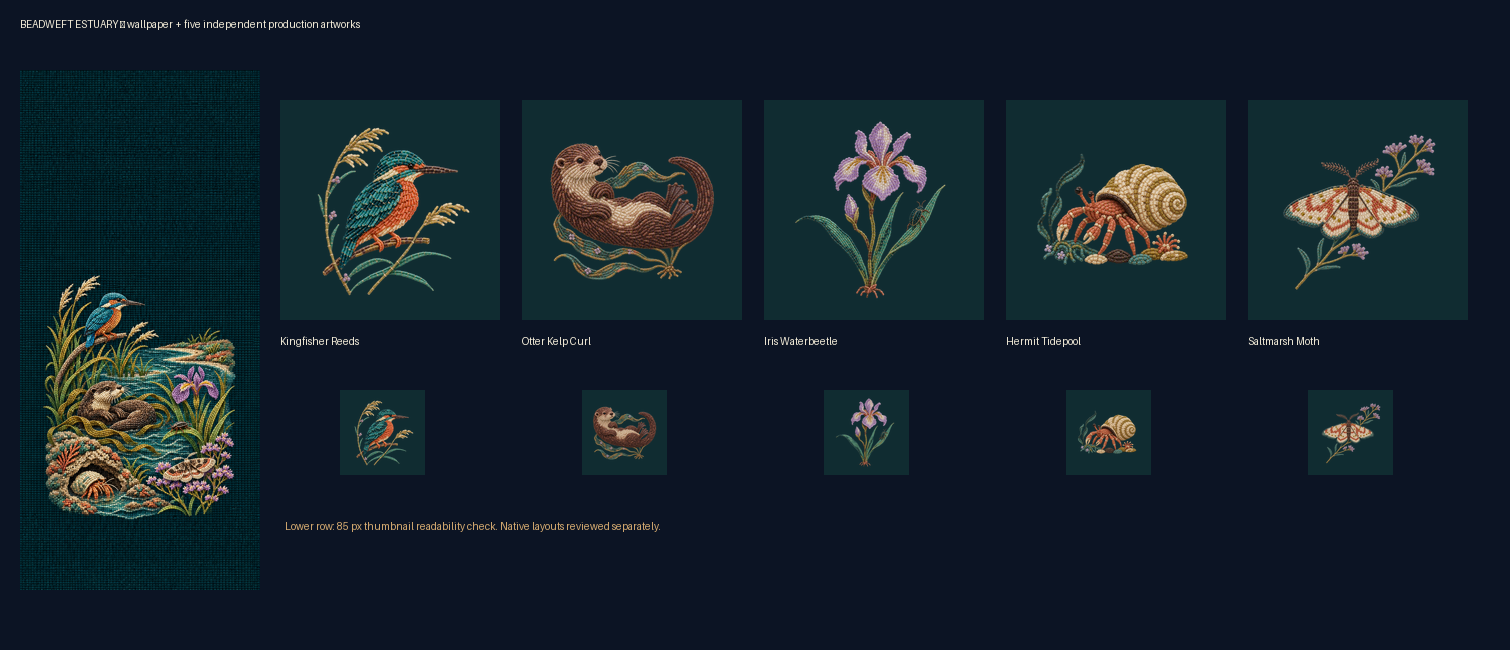 BEADWEFT ESTUARY▯wallpaper + five independent production artworks
Kingfisher Reeds
Otter Kelp Curl
Iris Waterbeetle
Hermit Tidepool
Saltmarsh Moth
Lower row: 85 px thumbnail readability check. Native layouts reviewed separately.